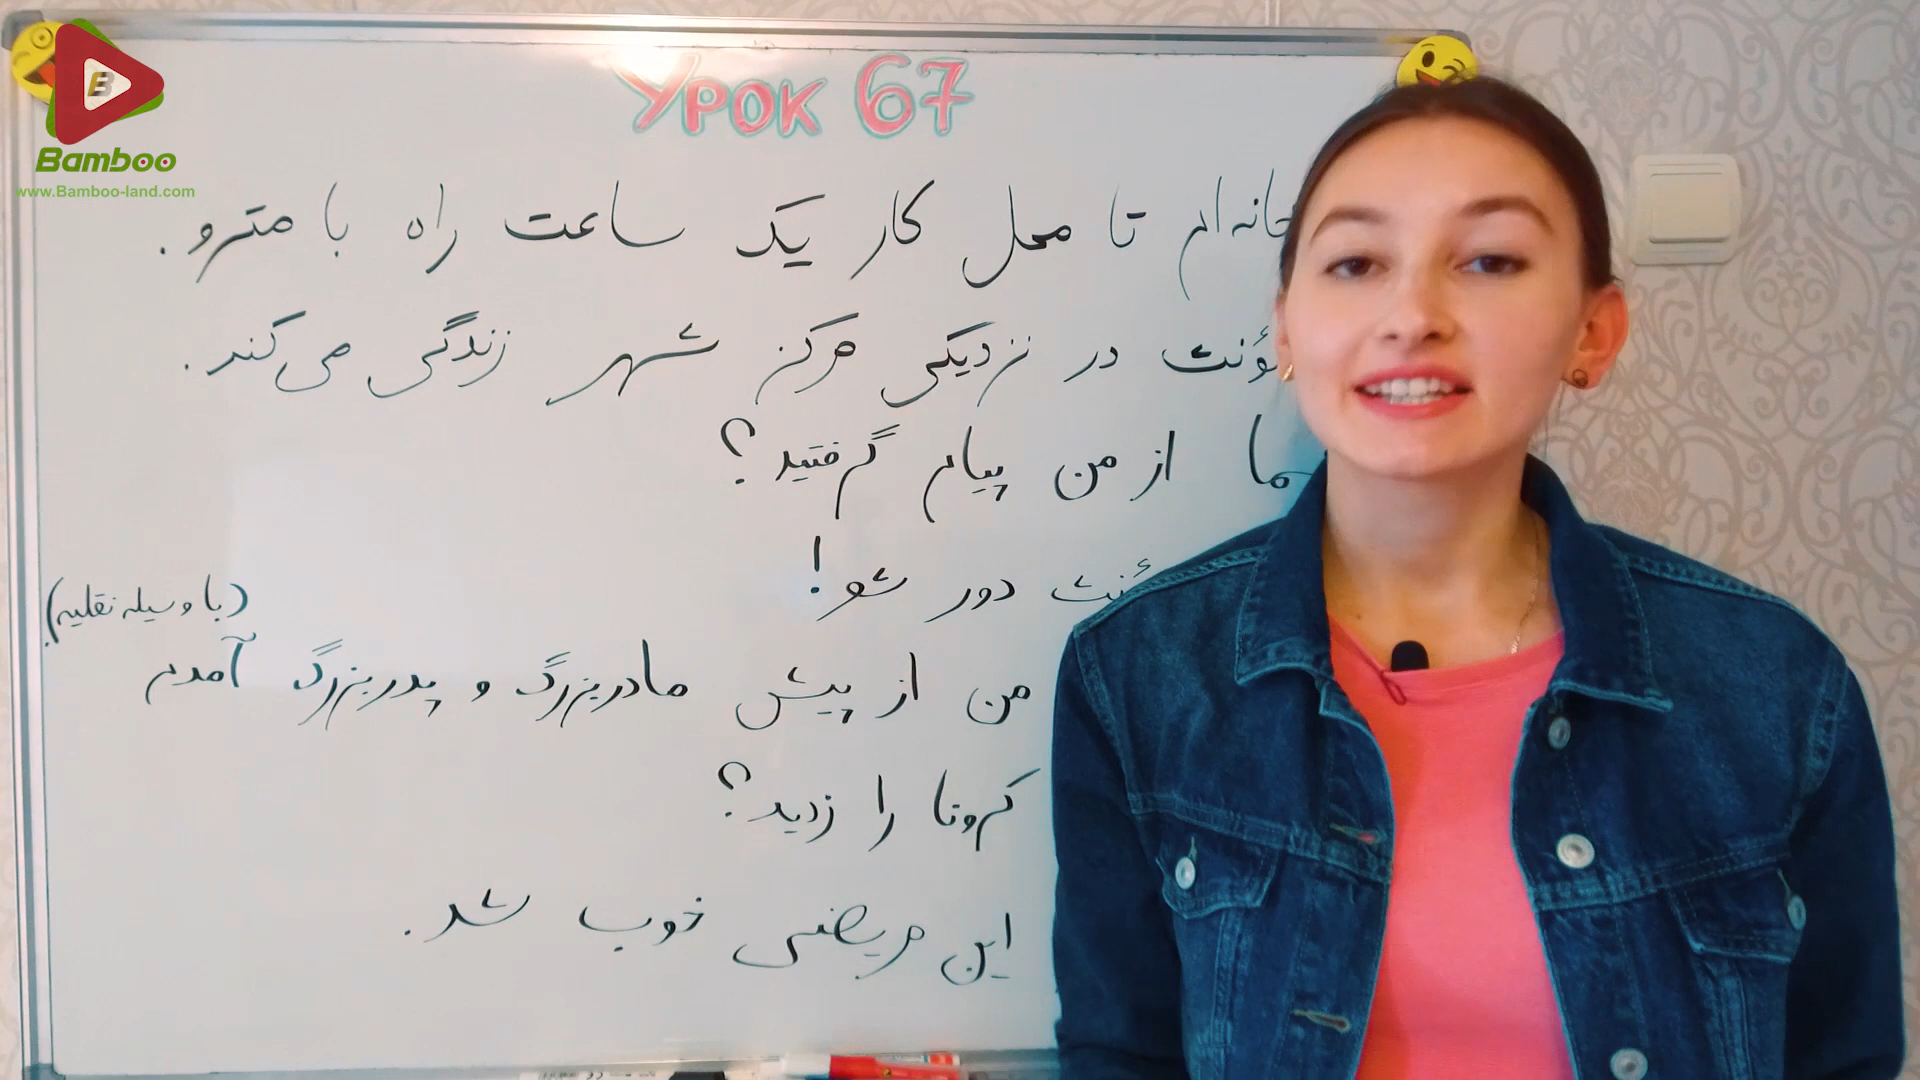 Bamboo
www.Bamboo-land.com
Урок 67
خانه‌ام تا محل کار یک ساعت راه با مترو .
در نزدیکی مرکز شهر زندگی می‌کند .
از من پیام گرفتید ؟
دور شو !
(با وسیله نقلیه)
من از پیش مادربزرگ و پدربزرگ آمدم
کرونا را زدید ؟
این مریضی خوب شد .